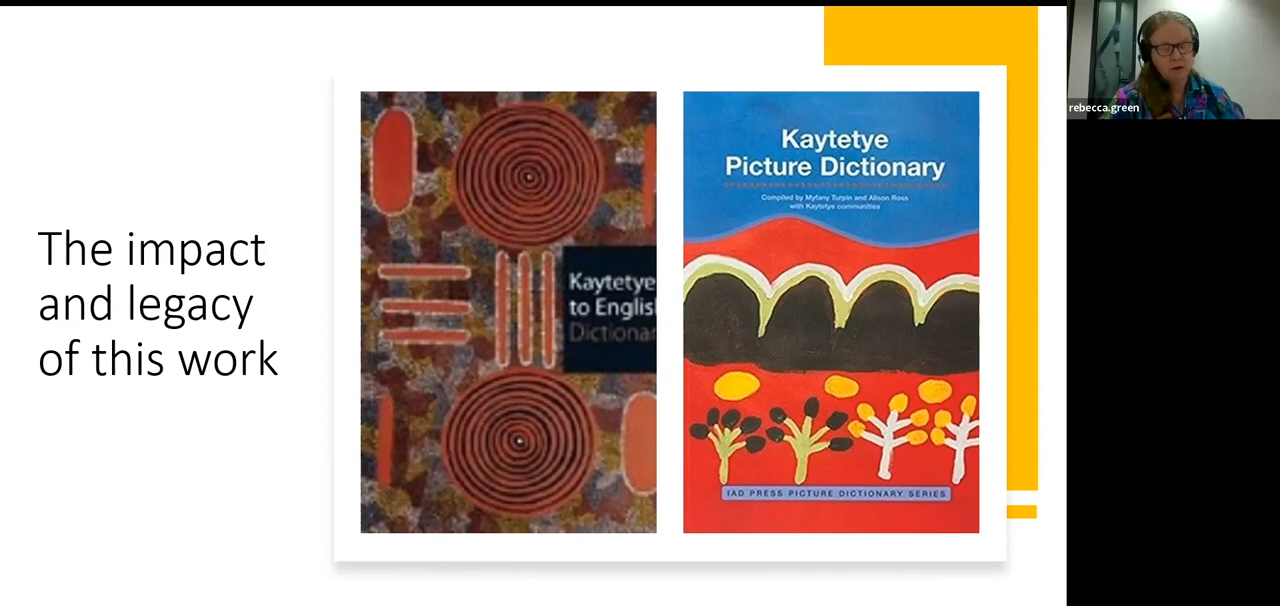 The impact
and legacy
of this work
Kaytetye
to English
Dictionar
Kaytetye
Picture Dictionary
Compiled by Myfany Turpin and Alison Ross
with Kaytetye communities
IAD PRESS PICTURE DICTIONARY SERIES
rebecca.green